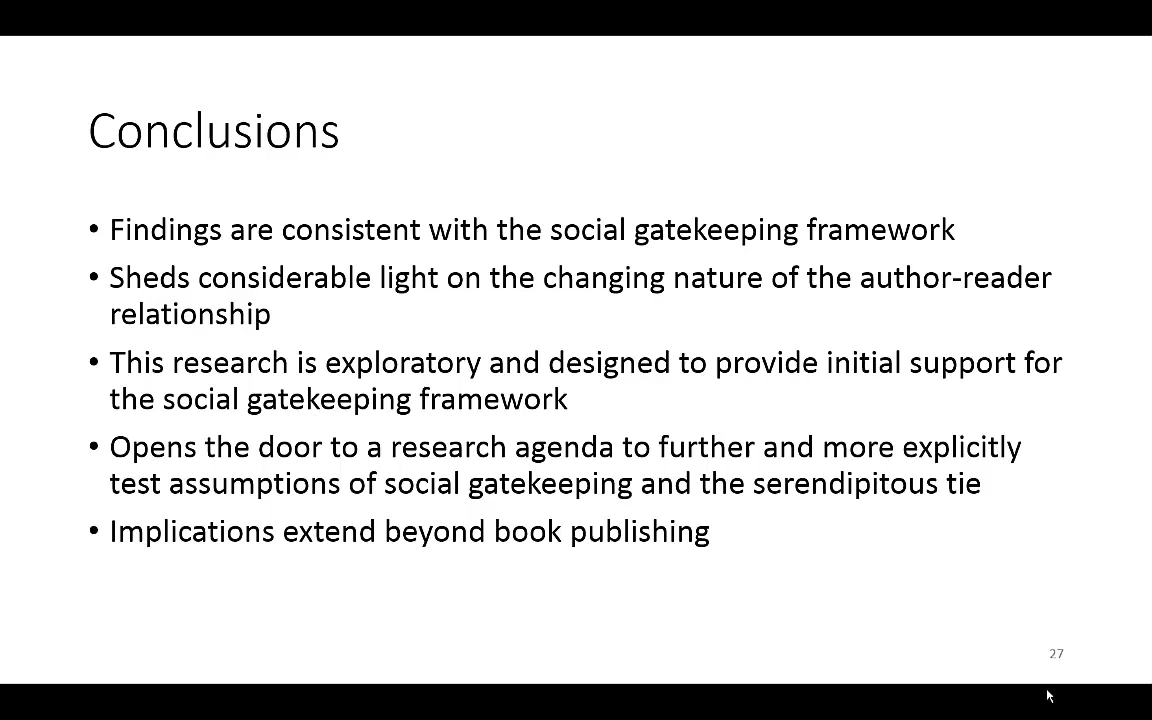 Conclusions
• Findings are consistent with the social gatekeeping framework
• Sheds considerable light on the changing nature of the author-reader
relationship
• This research is exploratory and designed to provide initial support for
the social gatekeeping framework
• Opens the door to a research agenda to further and more explicitly
test assumptions of social gatekeeping and the serendipitous tie
• Implications extend beyond book publishing
27